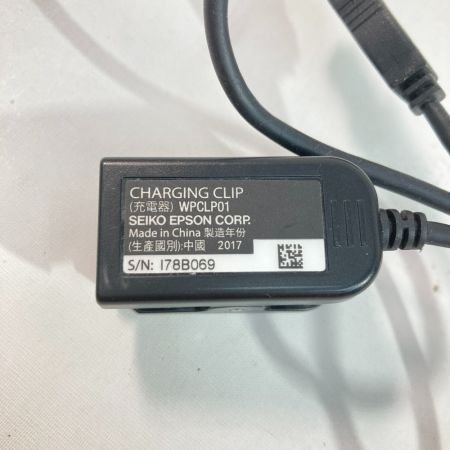 CHARGING CLIP
(充電器) WPCLP01
SEIKO EPSON CORP.
Made in China 製造年份
(生產國別):中國 2017
S/N: I78B069